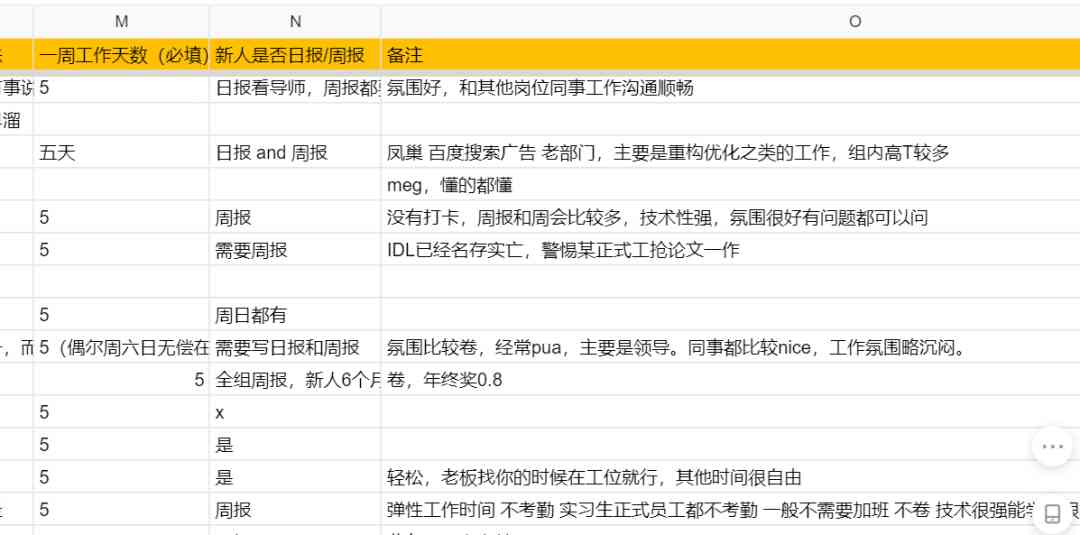 M N O
一周工作天数（必填） 新人是否日报/周报 备注
事说 5 日报看导师，周报都 氛围好，和其他岗位同事工作沟通顺畅
溜
五天 日报 and 周报 凤巢 百度搜索广告 老部门，主要是重构优化之类的工作，组内高T较多
meg，懂的都懂
5 周报 没有打卡，周报和周会比较多，技术性强，氛围很好有问题都可以问
5 需要周报 IDL已经名存实亡，警惕某正式工抢论文一作
5 周日都有
，而 5（偶尔周六日无偿在 需要写日报和周报 氛围比较卷，经常pua，主要是领导。同事都比较nice，工作氛围略沉闷。
5 全组周报，新人6个月 卷，年终奖0.8
5 x
5 是
5 是 轻松，老板找你的时候在工位就行，其他时间很自由
5 周报 弹性工作时间 不考勤 实习生正式员工都不考勤 一般不需要加班 不卷 技术很强能学